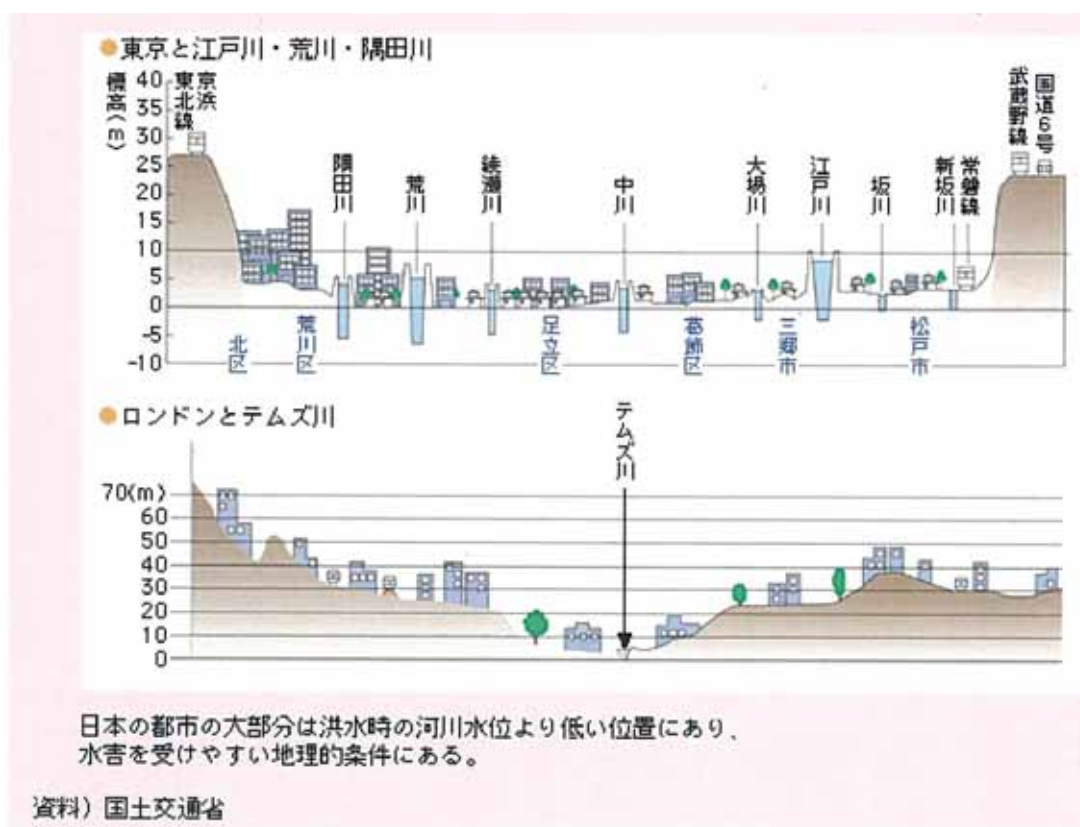 ●東京と江戸川・荒川・隅田川
標高(m)
40
35
30
25
20
15
10
5
0
-5
-10
京浜
東北線
隅田川
荒川
綾瀬川
中川
大場川
江戸川
坂川
新坂川
常磐線
武蔵野線
国道6号
北区
荒川区
足立区
葛飾区
三郷市
松戸市
●ロンドンとテムズ川
テムズ川
70(m)
60
50
40
30
20
10
0
日本の都市の大部分は洪水時の河川水位より低い位置にあり、
水害を受けやすい地理的条件にある。
資料）国土交通省